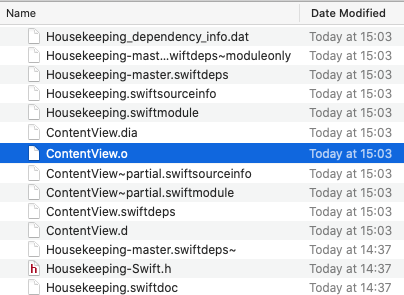 Name Date Modified
Housekeeping_dependency_info.dat Today at 15:03
Housekeeping-mast...wiftdeps~moduleonly Today at 15:03
Housekeeping-master.swiftdeps Today at 15:03
Housekeeping.swiftsourceinfo Today at 15:03
Housekeeping.swiftmodule Today at 15:03
ContentView.dia Today at 15:03
ContentView.o Today at 15:03
ContentView~partial.swiftsourceinfo Today at 15:03
ContentView~partial.swiftmodule Today at 15:03
ContentView.swiftdeps Today at 15:03
ContentView.d Today at 15:03
Housekeeping-master.swiftdeps~ Today at 14:37
h Housekeeping-Swift.h Today at 14:37
Housekeeping.swiftdoc Today at 14:37